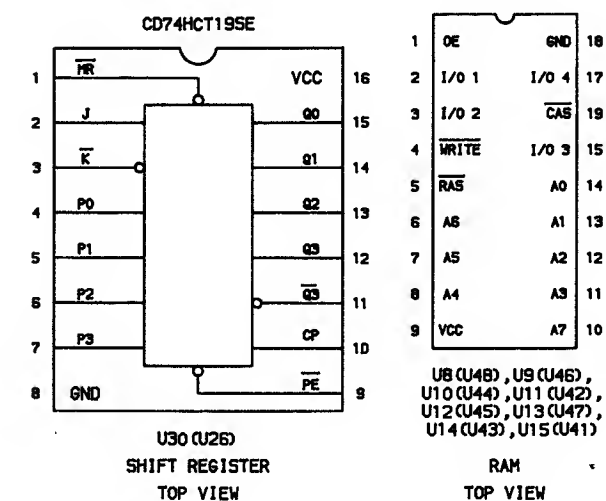 CD74HCT195E
1 MR VCC 16
2 J Q0 15
3 K Q1 14
4 P0 Q2 13
5 P1 Q3 12
6 P2 Q3 11
7 P3 CP 10
8 GND PE 9
U30(U26)
SHIFT REGISTER
TOP VIEW
1 OE GND 18
2 I/O 1 I/O 4 17
3 I/O 2 CAS 19
4 WRITE I/O 3 15
5 RAS A0 14
6 A6 A1 13
7 A5 A2 12
8 A4 A3 11
9 VCC A7 10
U8(U48),U9(U46),
U10(U44),U11(U42),
U12(U45),U13(U47),
U14(U43),U15(U41)
RAM
TOP VIEW